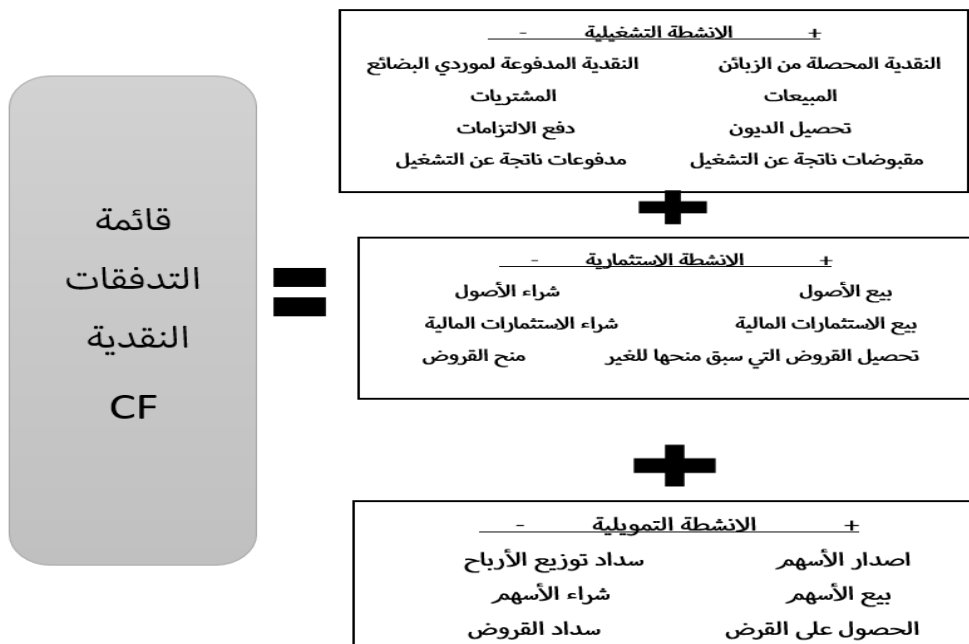 + الانشطة التشغيلية -
النقدية المحصلة من الزبائن النقدية المدفوعة لموردي البضائع
المبيعات المشتريات
تحصيل الديون دفع الالتزامات
مقبوضات ناتجة عن التشغيل مدفوعات ناتجة عن التشغيل
+
+ الانشطة الاستثمارية -
بيع الأصول شراء الأصول
بيع الاستثمارات المالية شراء الاستثمارات المالية
تحصيل القروض التي سبق منحها للغير منح القروض
+
+ الانشطة التمويلية -
اصدار الأسهم سداد توزيع الأرباح
بيع الأسهم شراء الأسهم
الحصول على القرض سداد القروض
=
قائمة
التدفقات
النقدية
CF